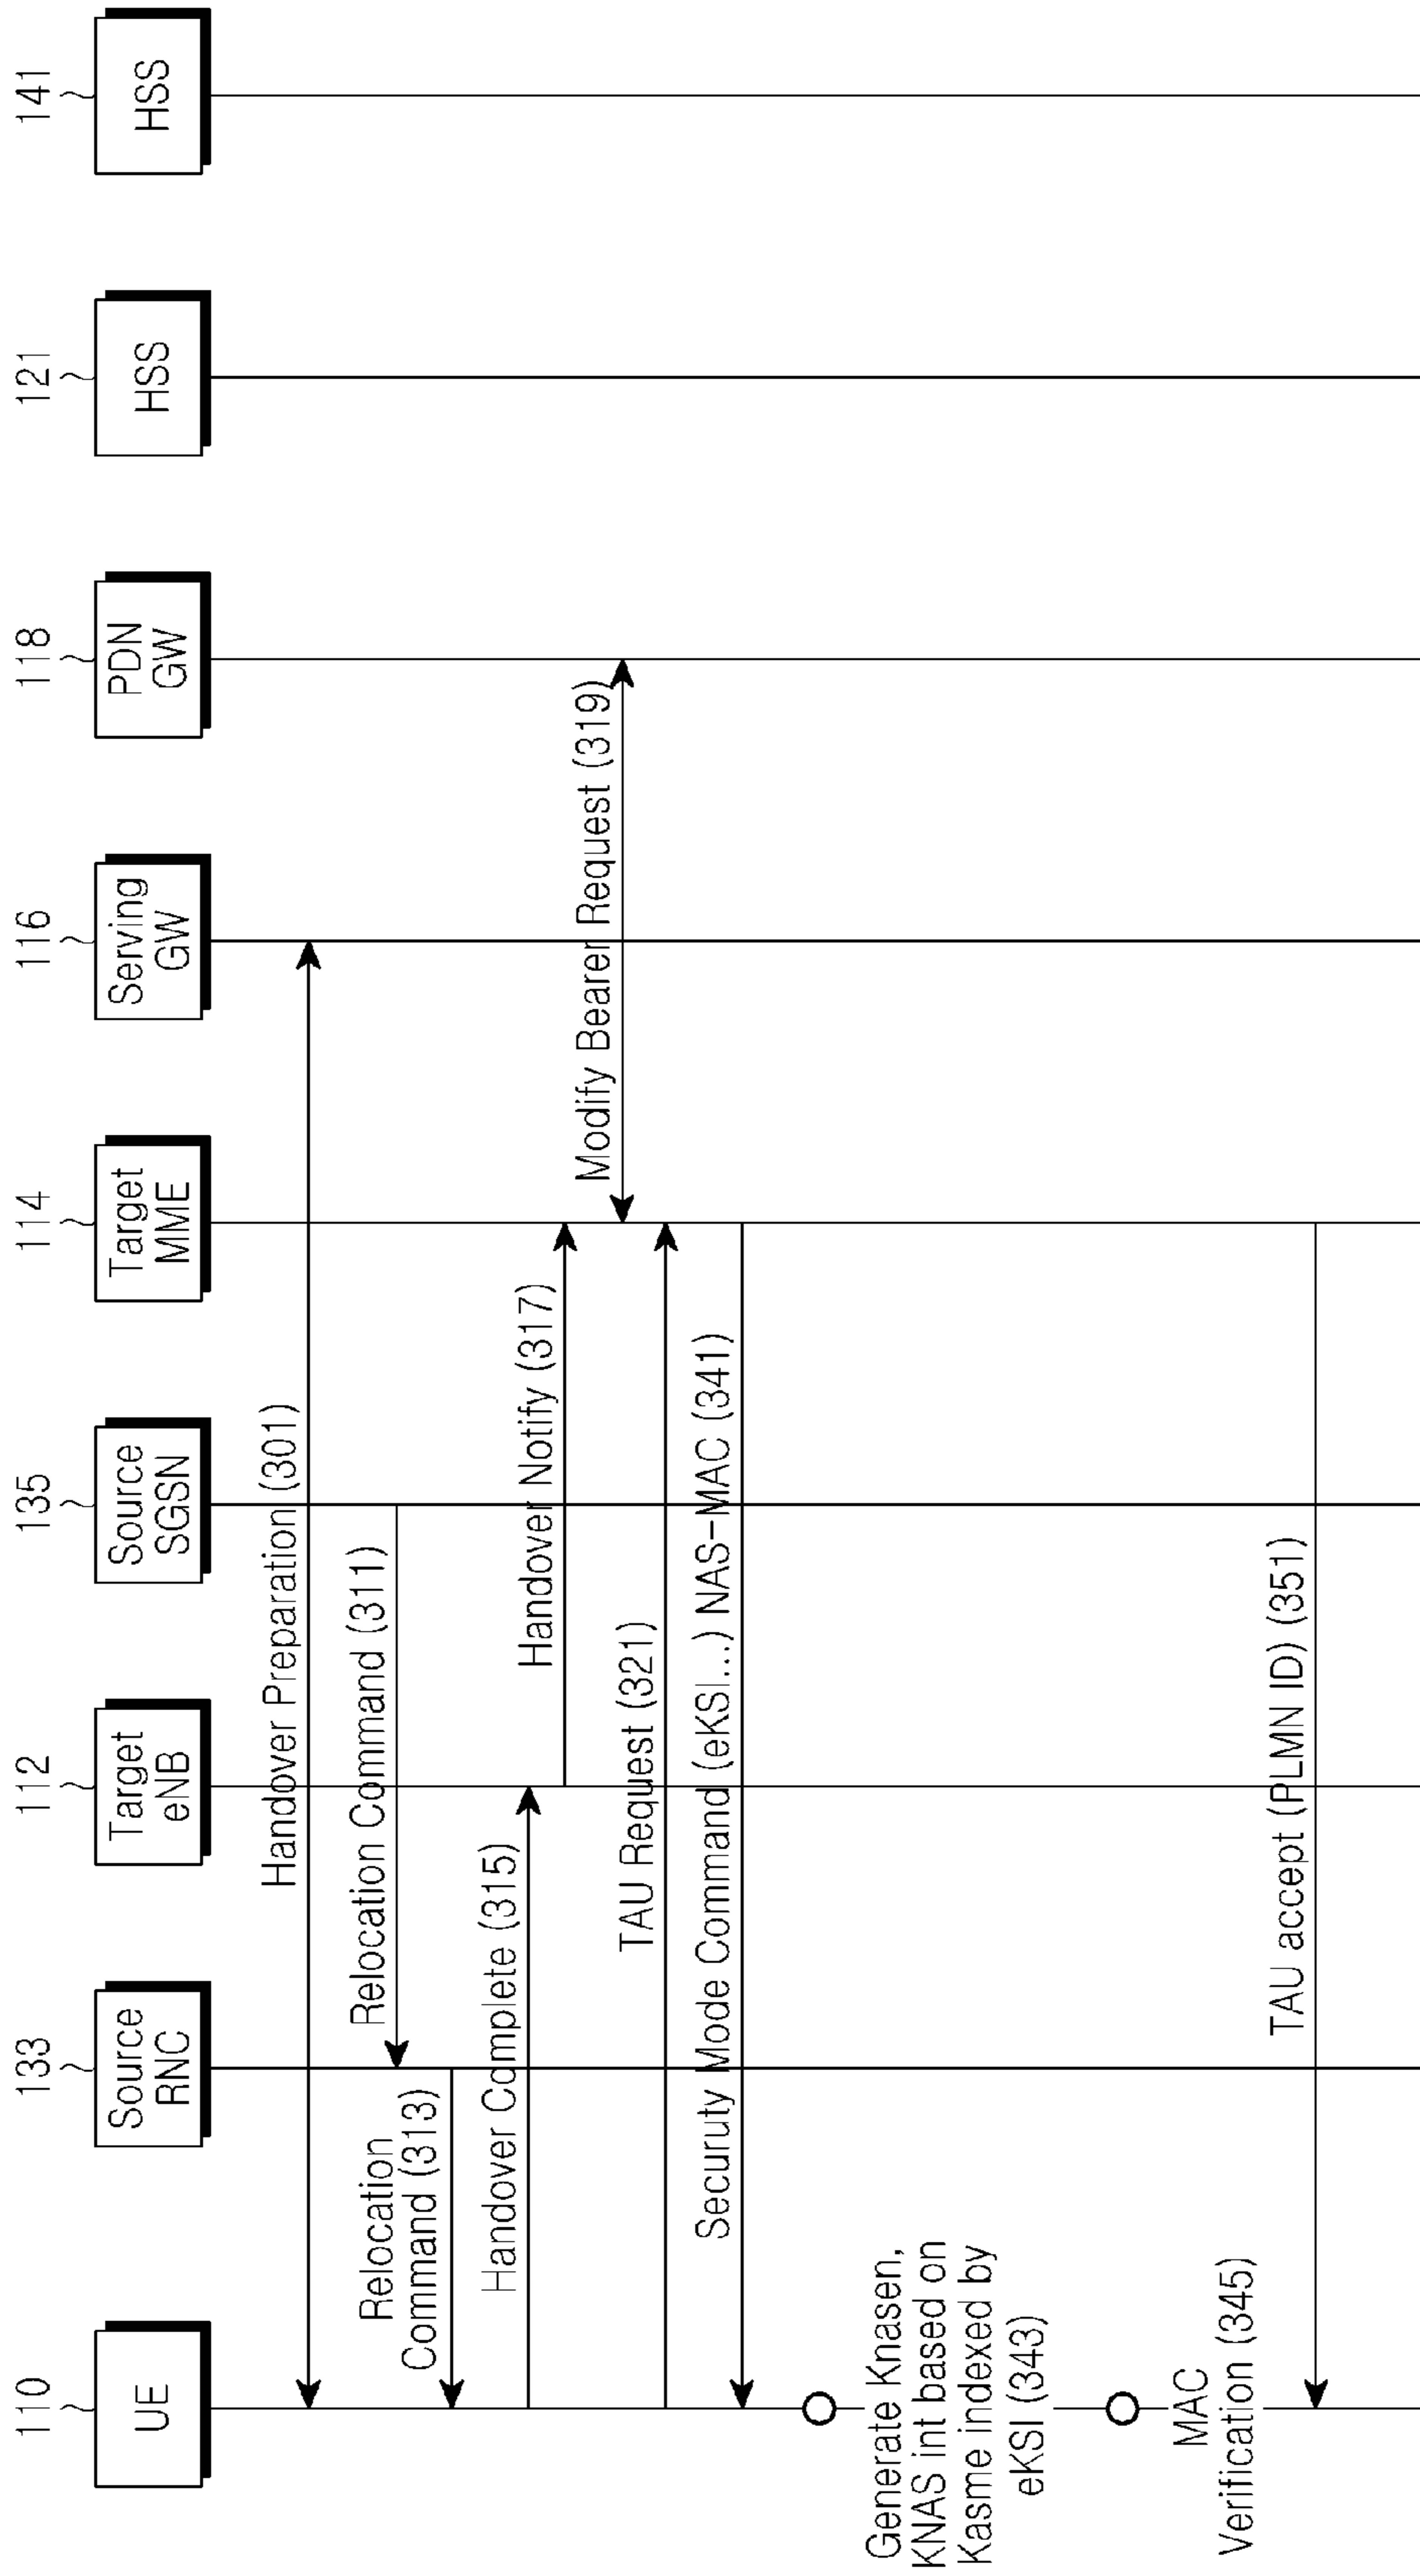 110
133
112
135
114
116
118
121
141
UE
Source
RNC
Target
eNB
Source
SGSN
Target
MME
Serving
GW
PDN
GW
HSS
HSS
Handover Preparation (301)
Relocation Command (311)
Relocation
Command (313)
Handover Complete (315)
Handover Notify (317)
Modify Bearer Request (319)
TAU Request (321)
Securuty Mode Command (eKSI...) NAS-MAC (341)
Generate Knasen,
KNAS int based on
Kasme indexed by
eKSI (343)
MAC
Verification (345)
TAU accept (PLMN ID) (351)